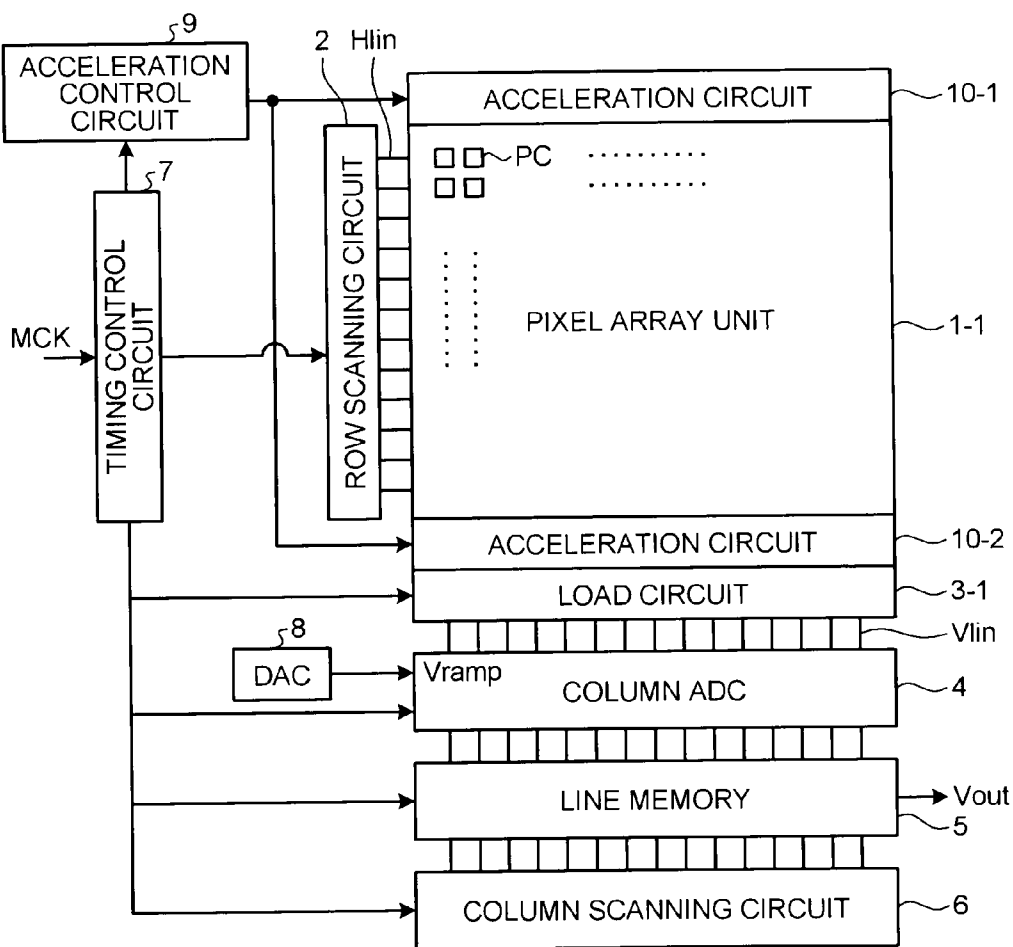 9
ACCELERATION
CONTROL
CIRCUIT
2
Hlin
ACCELERATION CIRCUIT
10-1
7
PC
TIMING CONTROL
CIRCUIT
ROW SCANNING CIRCUIT
MCK
PIXEL ARRAY UNIT
1-1
ACCELERATION CIRCUIT
10-2
LOAD CIRCUIT
3-1
Vlin
8
DAC
Vramp
COLUMN ADC
4
LINE MEMORY
Vout
5
COLUMN SCANNING CIRCUIT
6